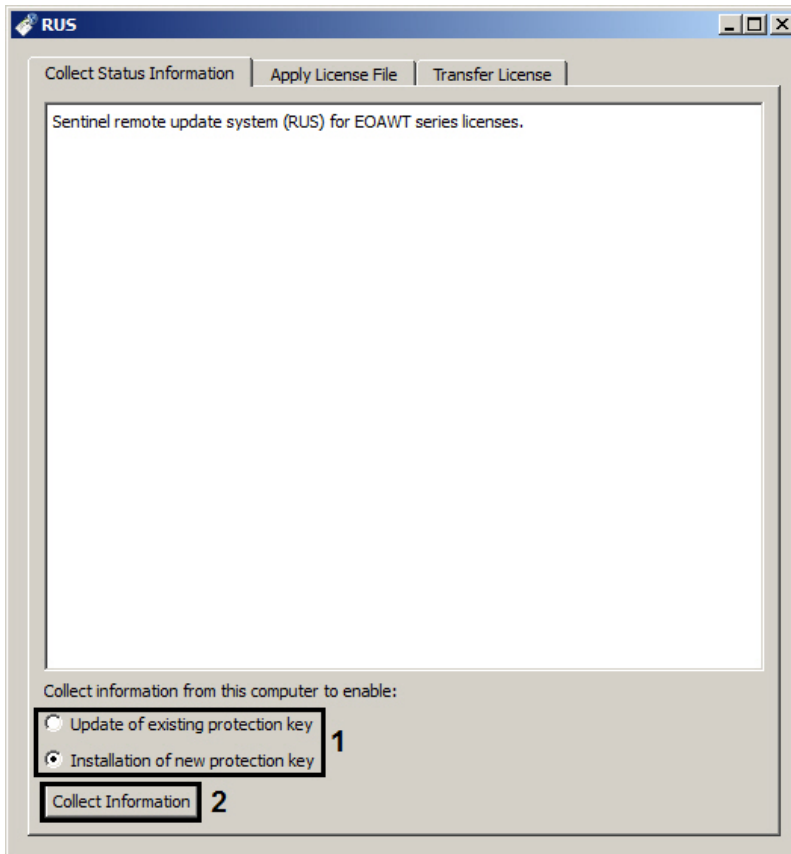 RUS
Collect Status Information Apply License File Transfer License
Sentinel remote update system (RUS) for EOAWT series licenses.
Collect information from this computer to enable:
Update of existing protection key
1
Installation of new protection key
Collect Information 2